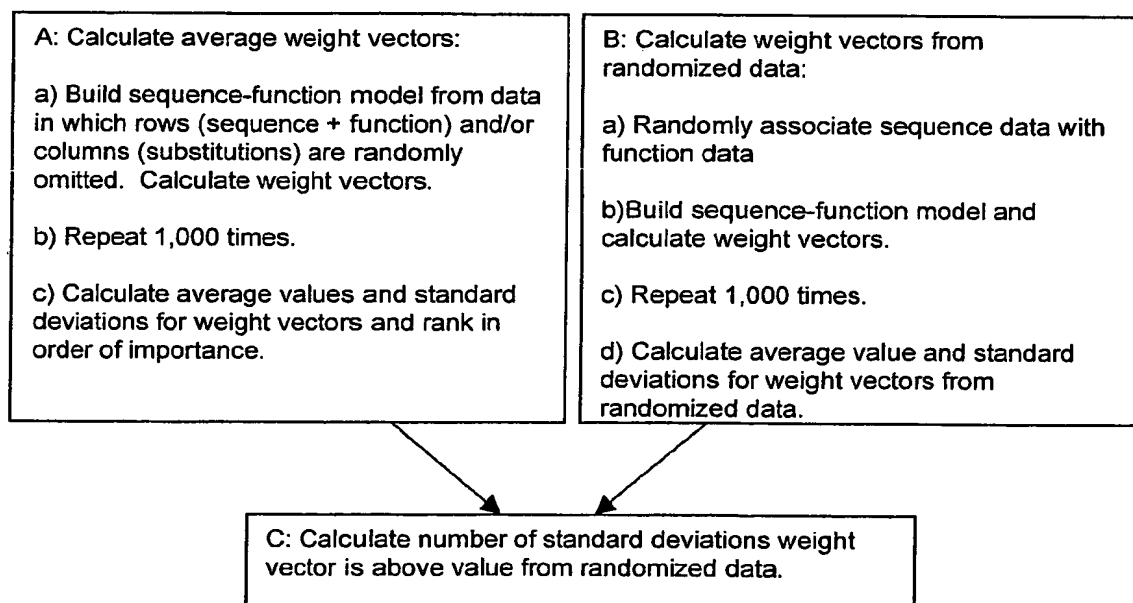 A: Calculate average weight vectors:
a) Build sequence-function model from data
in which rows (sequence + function) and/or
columns (substitutions) are randomly
omitted.  Calculate weight vectors.
b) Repeat 1,000 times.
c) Calculate average values and standard
deviations for weight vectors and rank in
order of importance.
B: Calculate weight vectors from
randomized data:
a) Randomly associate sequence data with
function data
b)Build sequence-function model and
calculate weight vectors.
c) Repeat 1,000 times.
d) Calculate average value and standard
deviations for weight vectors from
randomized data.
C: Calculate number of standard deviations weight
vector is above value from randomized data.